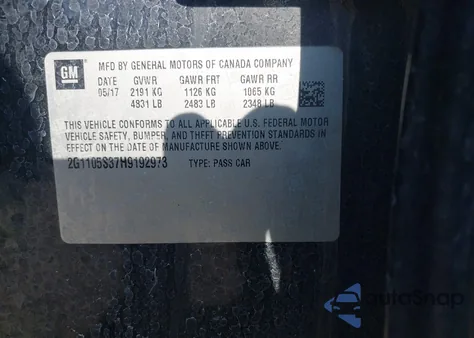 GM
MFD BY GENERAL MOTORS OF CANADA COMPANY
DATE GVWR GAWR FRT GAWR RR
05/17 2191 KG 1126 KG 1065 KG
4831 LB 2483 LB 2348 LB
THIS VEHICLE CONFORMS TO ALL APPLICABLE U.S. FEDERAL MOTOR
VEHICLE SAFETY, BUMPER, AND THEFT PREVENTION STANDARDS IN
EFFECT ON THE DATE OF MANUFACTURE SHOWN ABOVE.
2G1105S37H9192973 TYPE: PASS CAR
AutoSnap